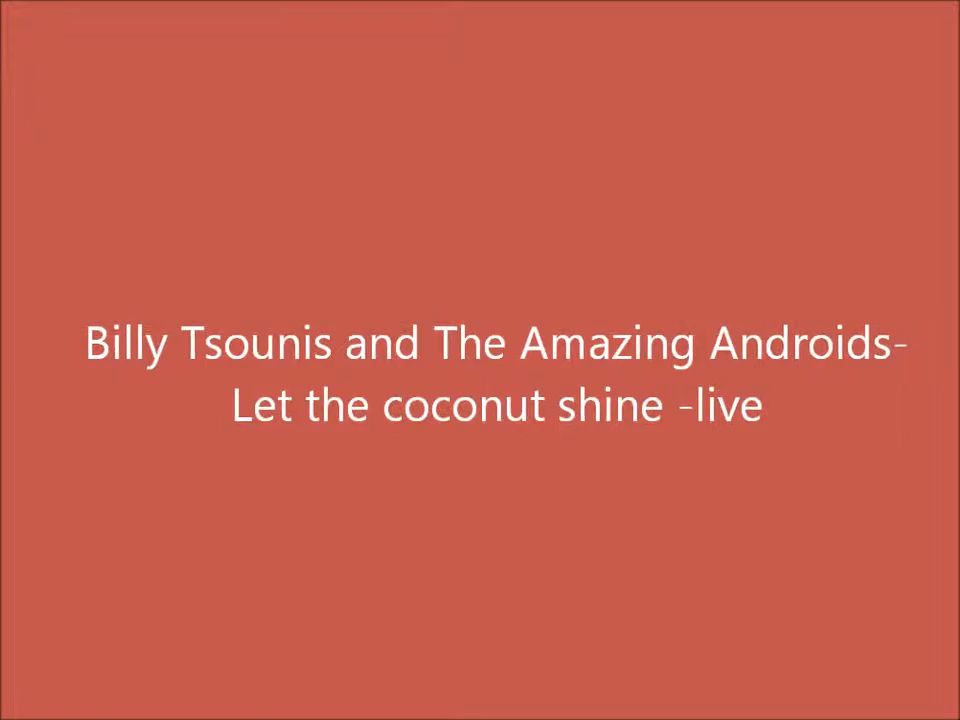 Billy Tsounis and The Amazing Androids-
Let the coconut shine -live